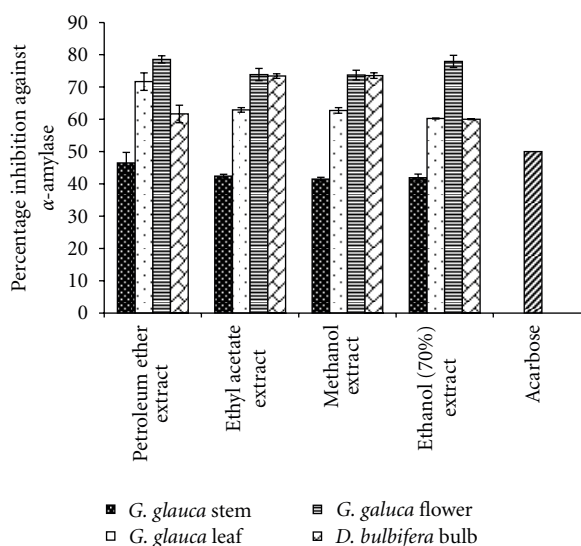 Percentage inhibition against
α-amylase
90
80
70
60
50
40
30
20
10
0
Petroleum ether
extract
Ethyl acetate
extract
Methanol
extract
Ethanol (70%)
extract
Acarbose
G. glauca stem
G. glauca leaf
G. galuca flower
D. bulbifera bulb